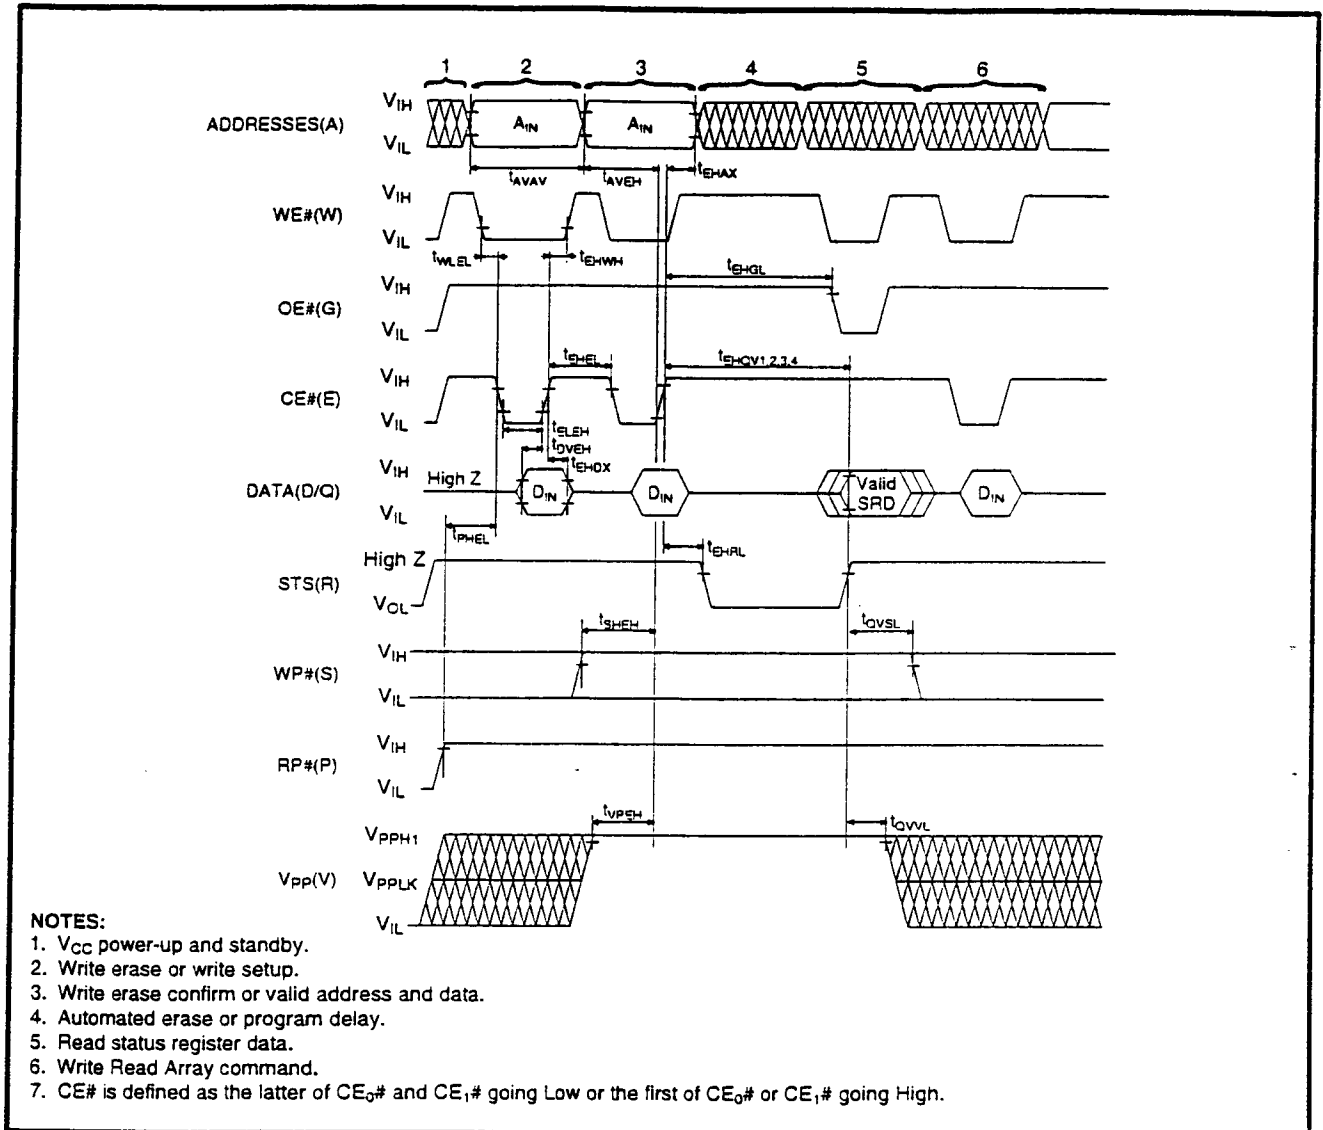 1 2 3 4 5 6
ADDRESSES(A) VIH AIN AIN
VIL
tAVAV tAVEH tEHAX
WE#(W) VIH
VIL
tWLEL tEHWH tEHGL
OE#(G) VIH
VIL
tEHEL tEHQV1,2,3,4
CE#(E) VIH
VIL
tELEH
tDVEH
tEHDX
DATA(D/Q) VIH High Z DIN DIN Valid SRD DIN
VIL
tPHEL
tEHRL
STS(R) High Z
VOL
tSHEH tQVSL
WP#(S) VIH
VIL
RP#(P) VIH
VIL
tVPEH tQVVL
VPP(V) VPPH1
VPPLK
VIL
NOTES:
1. VCC power-up and standby.
2. Write erase or write setup.
3. Write erase confirm or valid address and data.
4. Automated erase or program delay.
5. Read status register data.
6. Write Read Array command.
7. CE# is defined as the latter of CE0# and CE1# going Low or the first of CE0# or CE1# going High.